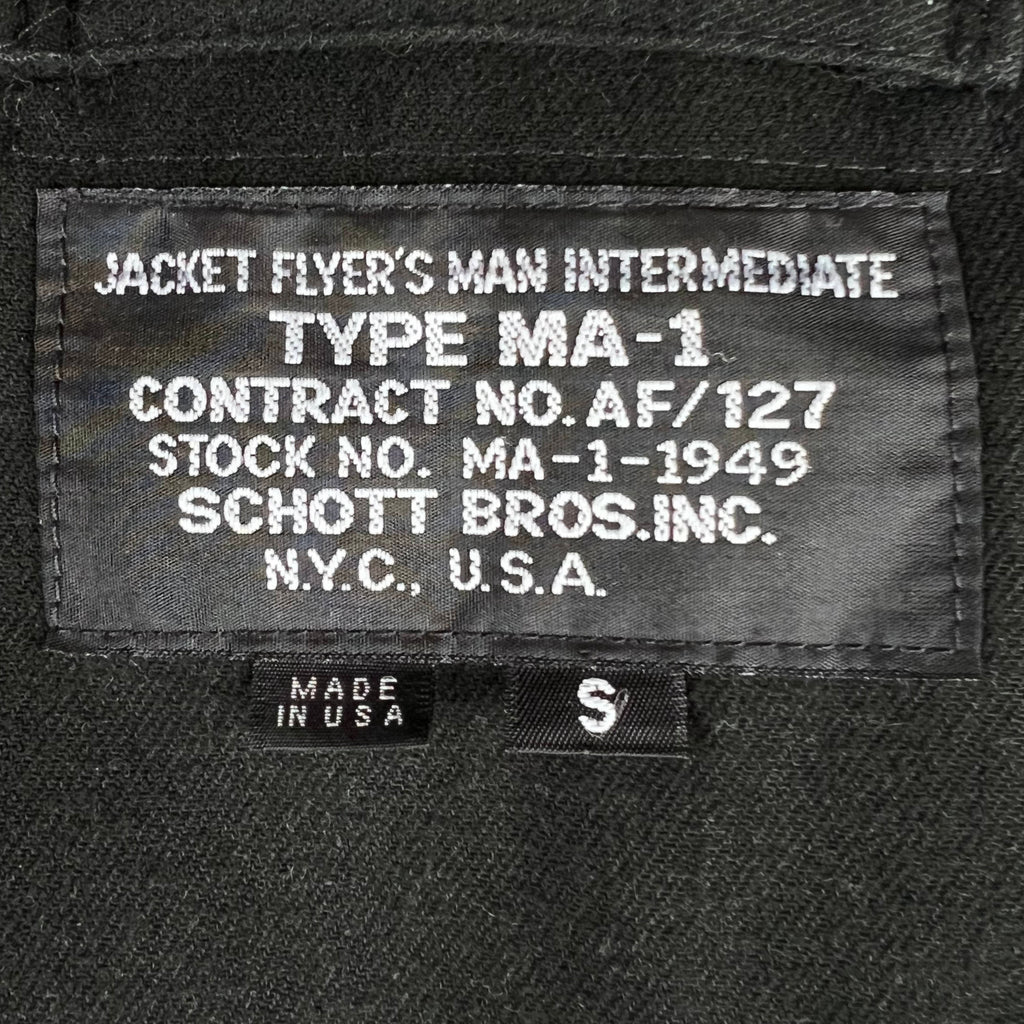 JACKET FLYER'S MAN INTERMEDIATE
TYPE MA-1
CONTRACT NO. AF/127
STOCK NO. MA-1-1949
SCHOTT BROS.INC.
N.Y.C., U.S.A.
MADE
IN USA
S